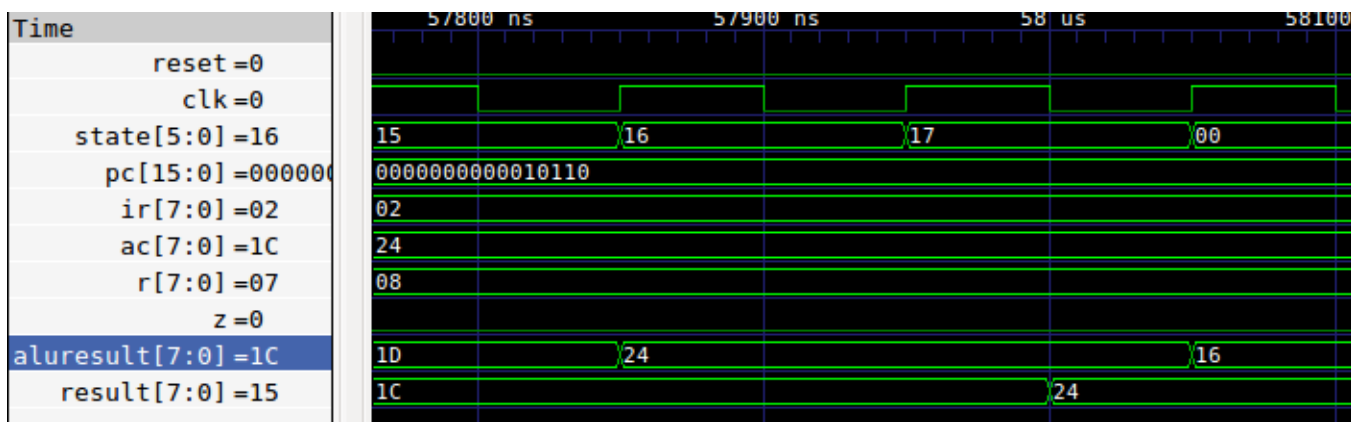 57800 ns 57900 ns 58 us 58100
Time
reset=0
clk=0
state[5:0]=16 15 16 17 00
pc[15:0]=000000 0000000000010110
ir[7:0]=02 02
ac[7:0]=1C 24
r[7:0]=07 08
z=0
aluresult[7:0]=1C 1D 24 16
result[7:0]=15 1C 24